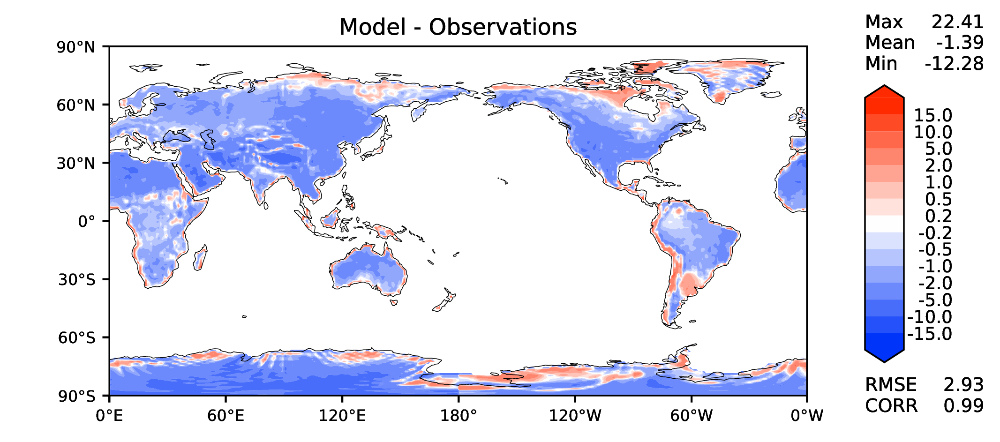 Model - Observations
Max 22.41
Mean -1.39
Min -12.28
90°N
60°N
30°N
0°
30°S
60°S
90°S
0°E 60°E 120°E 180° 120°W 60°W 0°W
15.0
10.0
5.0
2.0
1.0
0.5
0.2
-0.2
-0.5
-1.0
-2.0
-5.0
-10.0
-15.0
RMSE 2.93
CORR 0.99